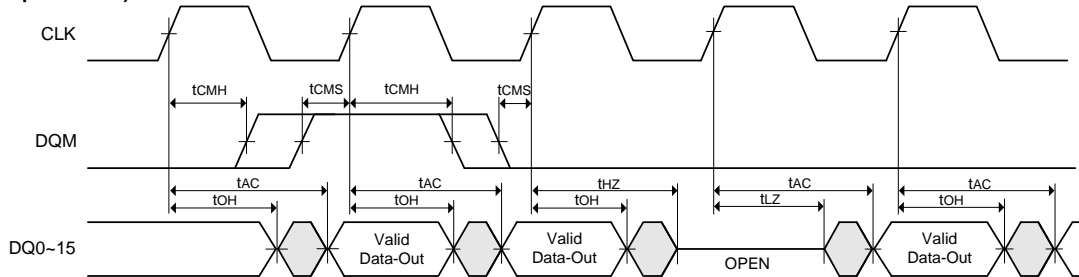 CLK
tCMH tCMS tCMH tCMS
DQM
tAC tAC tHZ tAC tAC
tOH tOH tOH tLZ tOH
DQ0~15
Valid Data-Out
Valid Data-Out
OPEN
Valid Data-Out